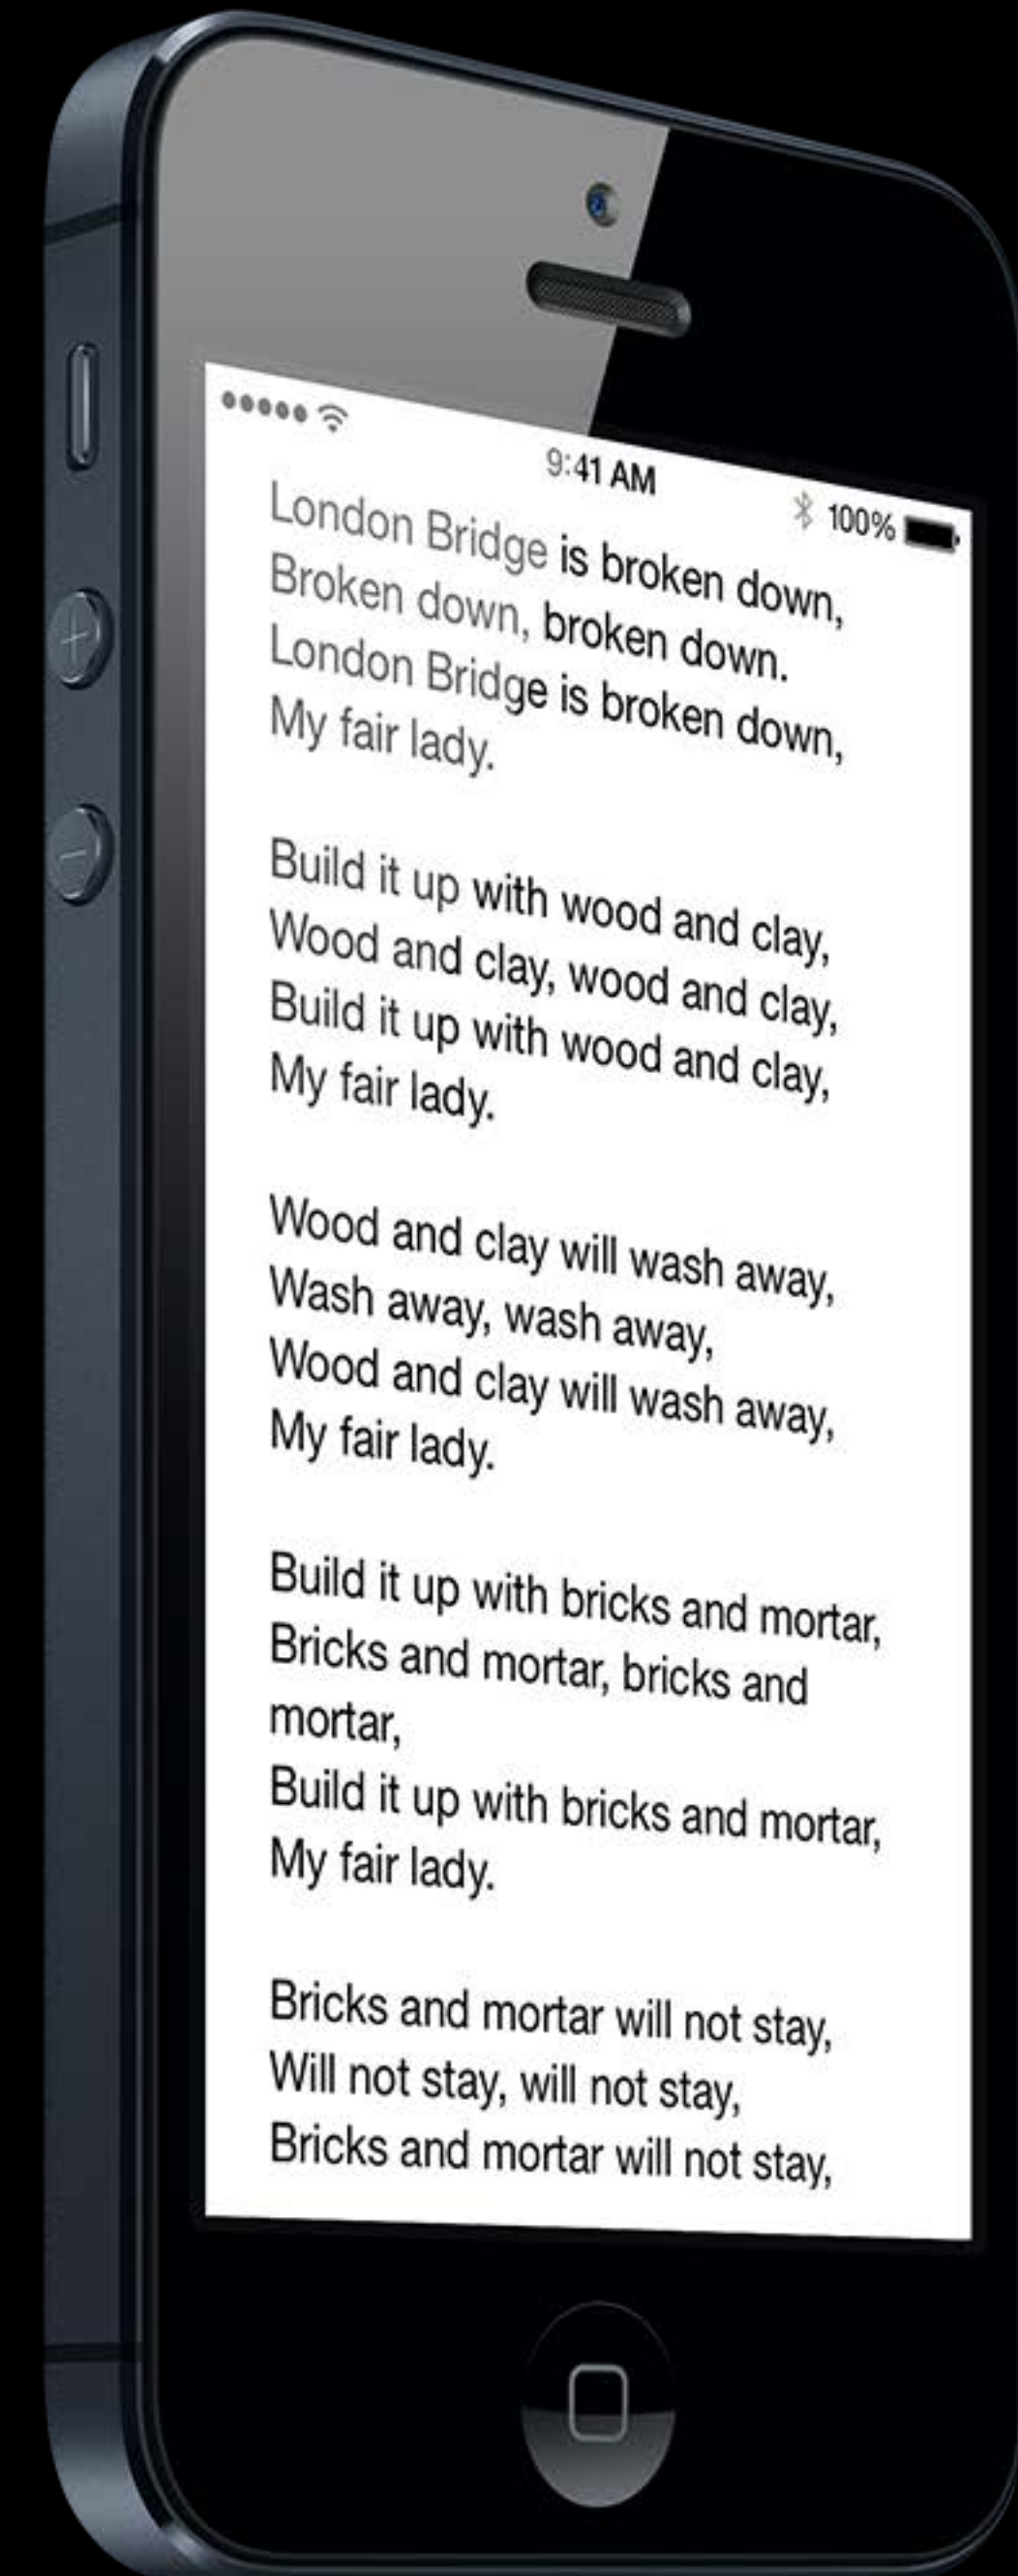 9:41 AM
100%
London Bridge is broken down,
Broken down, broken down.
London Bridge is broken down,
My fair lady.
Build it up with wood and clay,
Wood and clay, wood and clay,
Build it up with wood and clay,
My fair lady.
Wood and clay will wash away,
Wash away, wash away,
Wood and clay will wash away,
My fair lady.
Build it up with bricks and mortar,
Bricks and mortar, bricks and
mortar,
Build it up with bricks and mortar,
My fair lady.
Bricks and mortar will not stay,
Will not stay, will not stay,
Bricks and mortar will not stay,